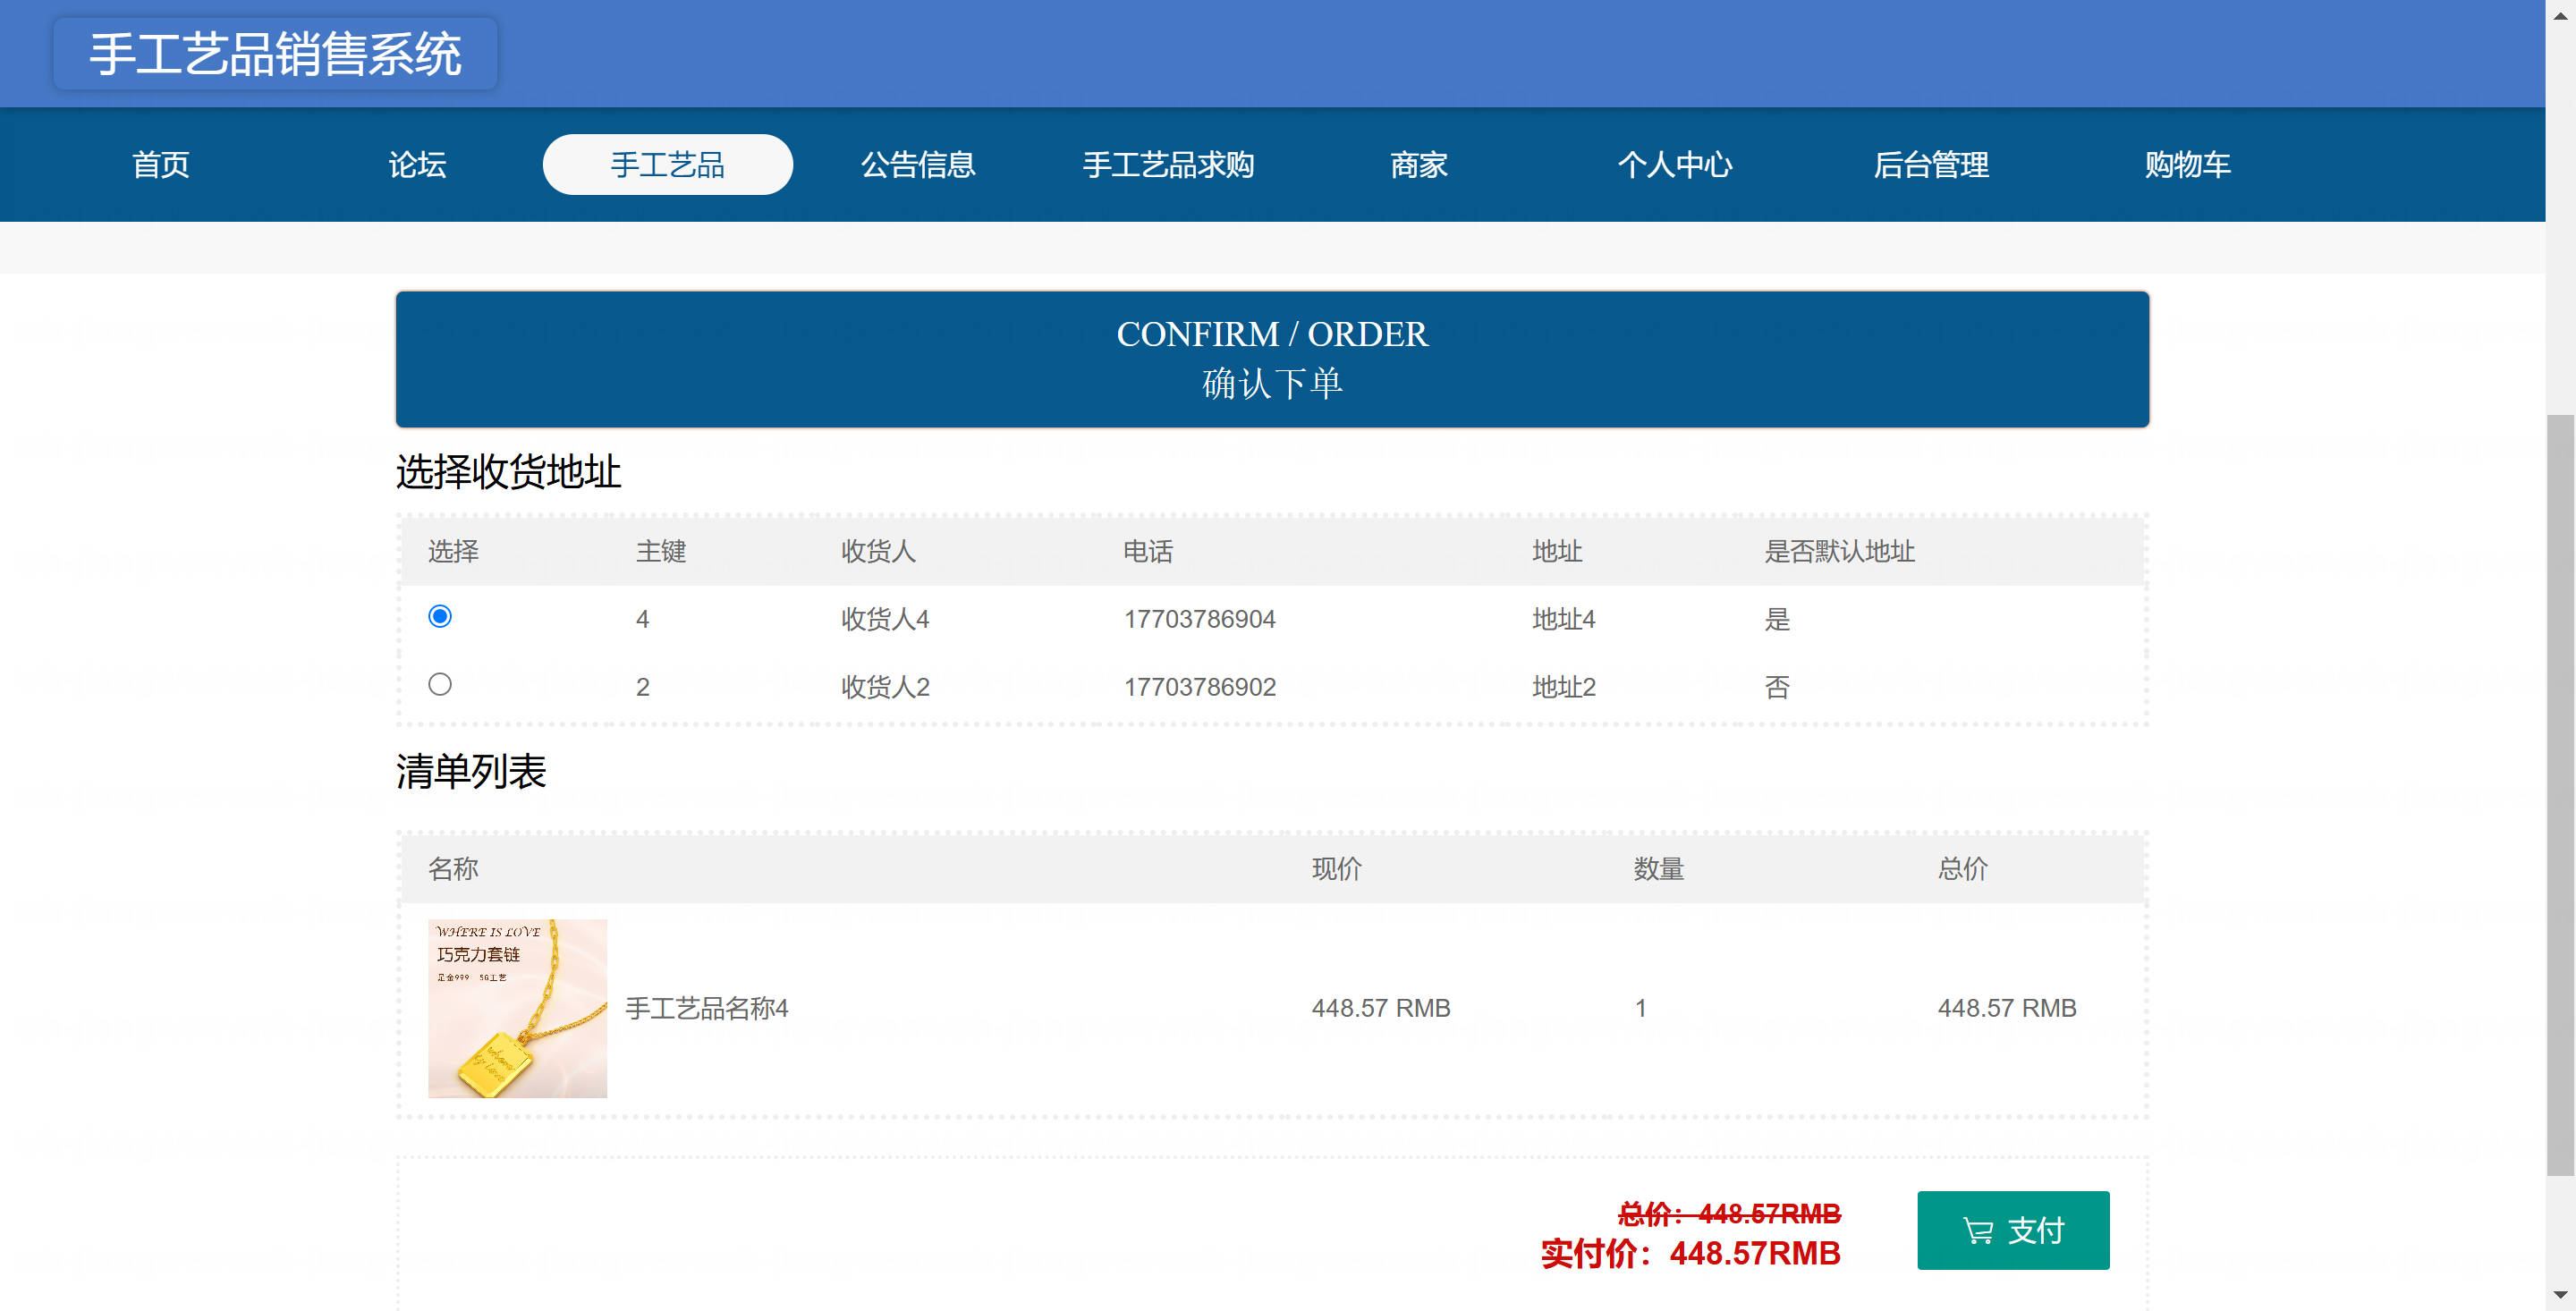 手工艺品销售系统
首页 论坛 手工艺品 公告信息 手工艺品求购 商家 个人中心 后台管理 购物车
CONFIRM / ORDER
确认下单
选择收货地址
选择 主键 收货人 电话 地址 是否默认地址
4 收货人4 17703786904 地址4 是
2 收货人2 17703786902 地址2 否
清单列表
名称 现价 数量 总价
WHERE IS LOVE
巧克力套链
足金999 5G工艺
手工艺品名称4 448.57 RMB 1 448.57 RMB
总价：448.57RMB
实付价：448.57RMB
支付